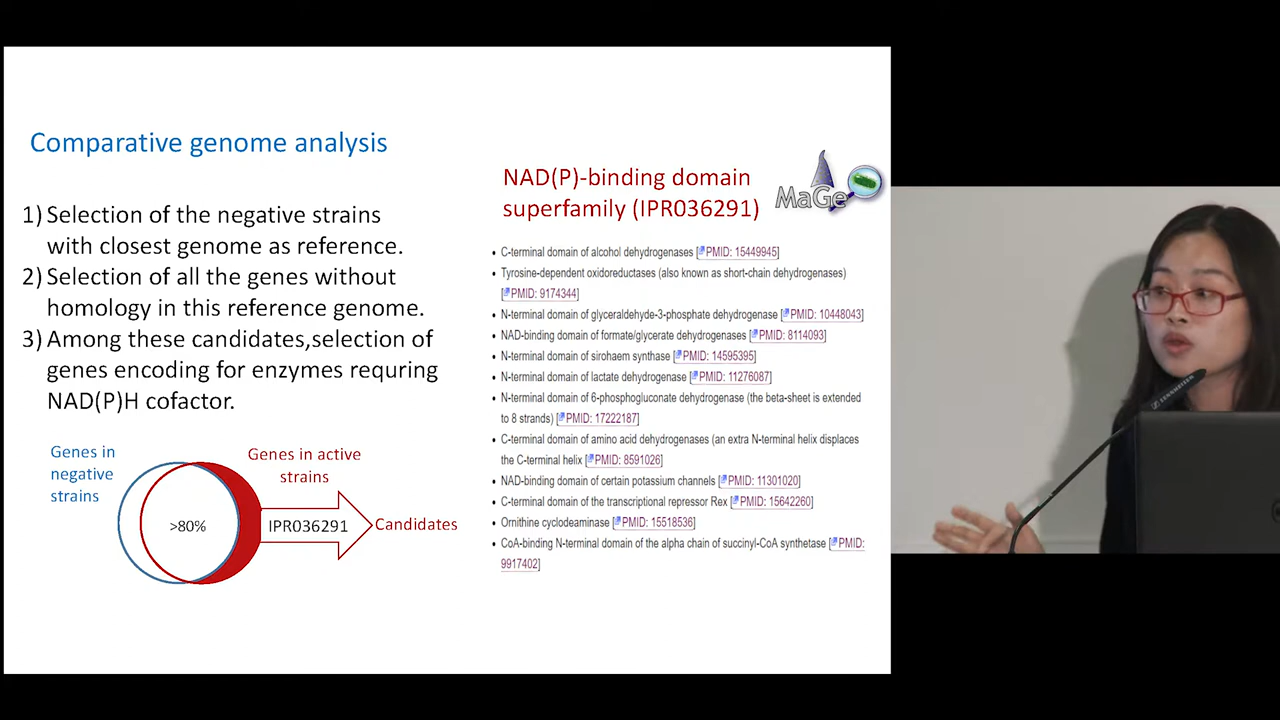 Comparative genome analysis
1) Selection of the negative strains
with closest genome as reference.
2) Selection of all the genes without
homology in this reference genome.
3) Among these candidates,selection of
genes encoding for enzymes requring
NAD(P)H cofactor.
Genes in
negative
strains
Genes in active
strains
>80%
IPR036291
Candidates
NAD(P)-binding domain
superfamily (IPR036291)
MaGe
• C-terminal domain of alcohol dehydrogenases [PMID: 15449945]
• Tyrosine-dependent oxidoreductases (also known as short-chain dehydrogenases)
[PMID: 9174344]
• N-terminal domain of glyceraldehyde-3-phosphate dehydrogenase [PMID: 10448043]
• NAD-binding domain of formate/glycerate dehydrogenases [PMID: 8114093]
• N-terminal domain of sirohaem synthase [PMID: 14595395]
• N-terminal domain of lactate dehydrogenase [PMID: 11276087]
• N-terminal domain of 6-phosphogluconate dehydrogenase (the beta-sheet is extended
to 8 strands) [PMID: 17222187]
• C-terminal domain of amino acid dehydrogenases (an extra N-terminal helix displaces
the C-terminal helix [PMID: 8591026]
• NAD-binding domain of certain potassium channels [PMID: 11301020]
• C-terminal domain of the transcriptional repressor Rex [PMID: 15642260]
• Ornithine cyclodeaminase [PMID: 15518536]
• CoA-binding N-terminal domain of the alpha chain of succinyl-CoA synthetase [PMID:
9917402]
SENNHEISER